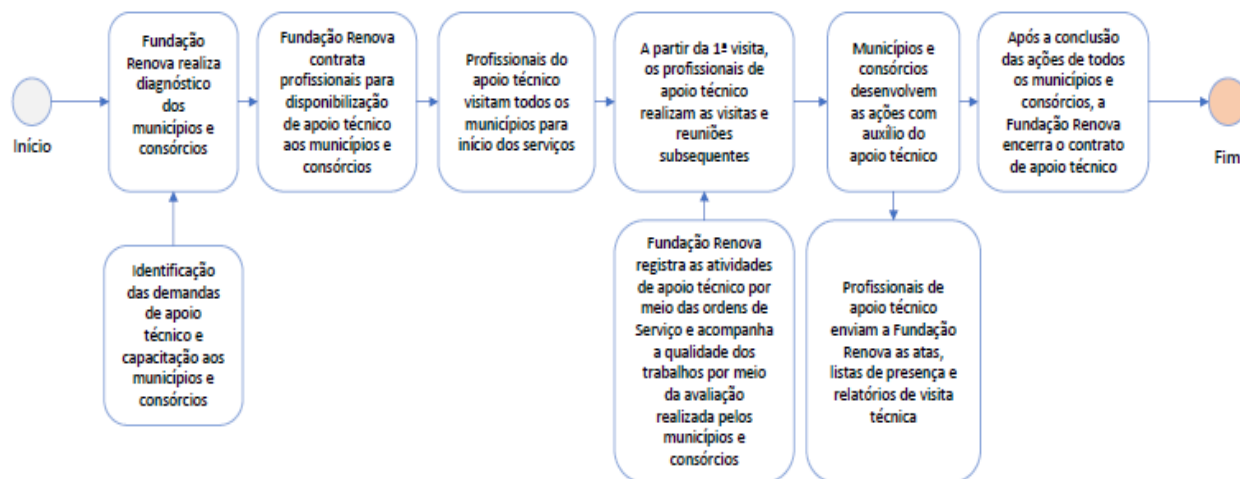 Início
Fundação
Renova realiza
diagnóstico
dos
municípios e
consórcios
Fundação Renova
contrata
profissionais para
disponibilização
de apoio técnico
aos municípios e
consórcios
Profissionais do
apoio técnico
visitam todos os
municípios para
início dos serviços
A partir da 1ª visita,
os profissionais de
apoio técnico
realizam as visitas e
reuniões
subsequentes
Municípios e
consórcios
desenvolvem
as ações com
auxílio do
apoio técnico
Após a conclusão
das ações de todos
os municípios e
consórcios, a
Fundação Renova
encerra o contrato
de apoio técnico
Fim
Identificação
das demandas
de apoio
técnico e
capacitação aos
municípios e
consórcios
Fundação Renova
registra as atividades
de apoio técnico por
meio das ordens de
Serviço e acompanha
a qualidade dos
trabalhos por meio
da avaliação
realizada pelos
municípios e
consórcios
Profissionais de
apoio técnico
enviam a Fundação
Renova as atas,
listas de presença e
relatórios de visita
técnica